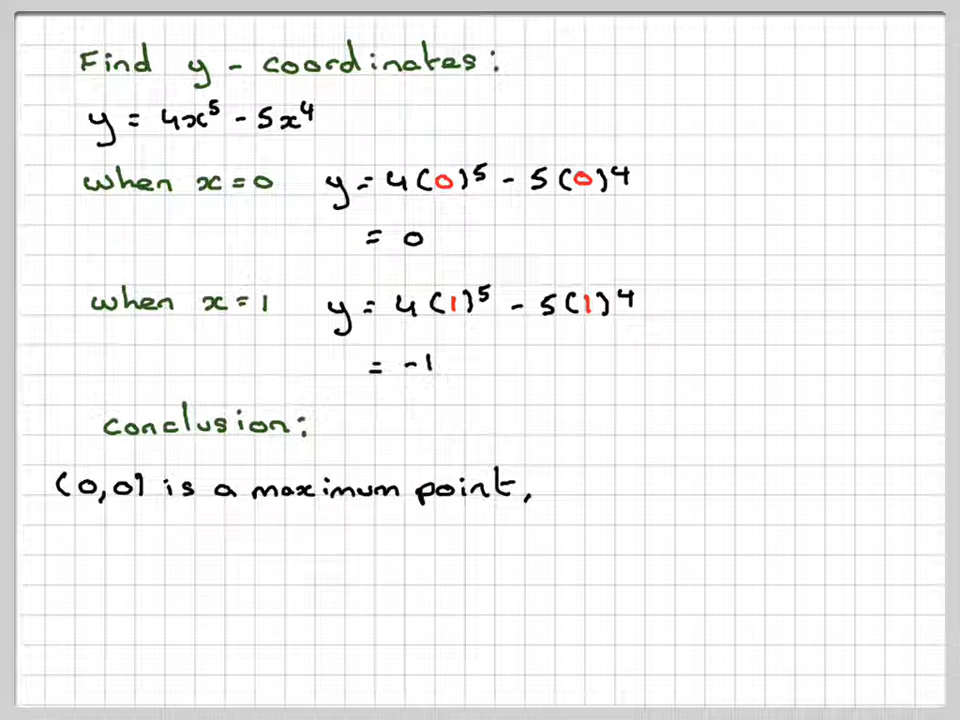 Find y - coordinates:
y = 4x⁵ - 5x⁴
when x = 0 y = 4(0)⁵ - 5(0)⁴
= 0
when x = 1 y = 4(1)⁵ - 5(1)⁴
= -1
conclusion:
(0,0) is a maximum point,